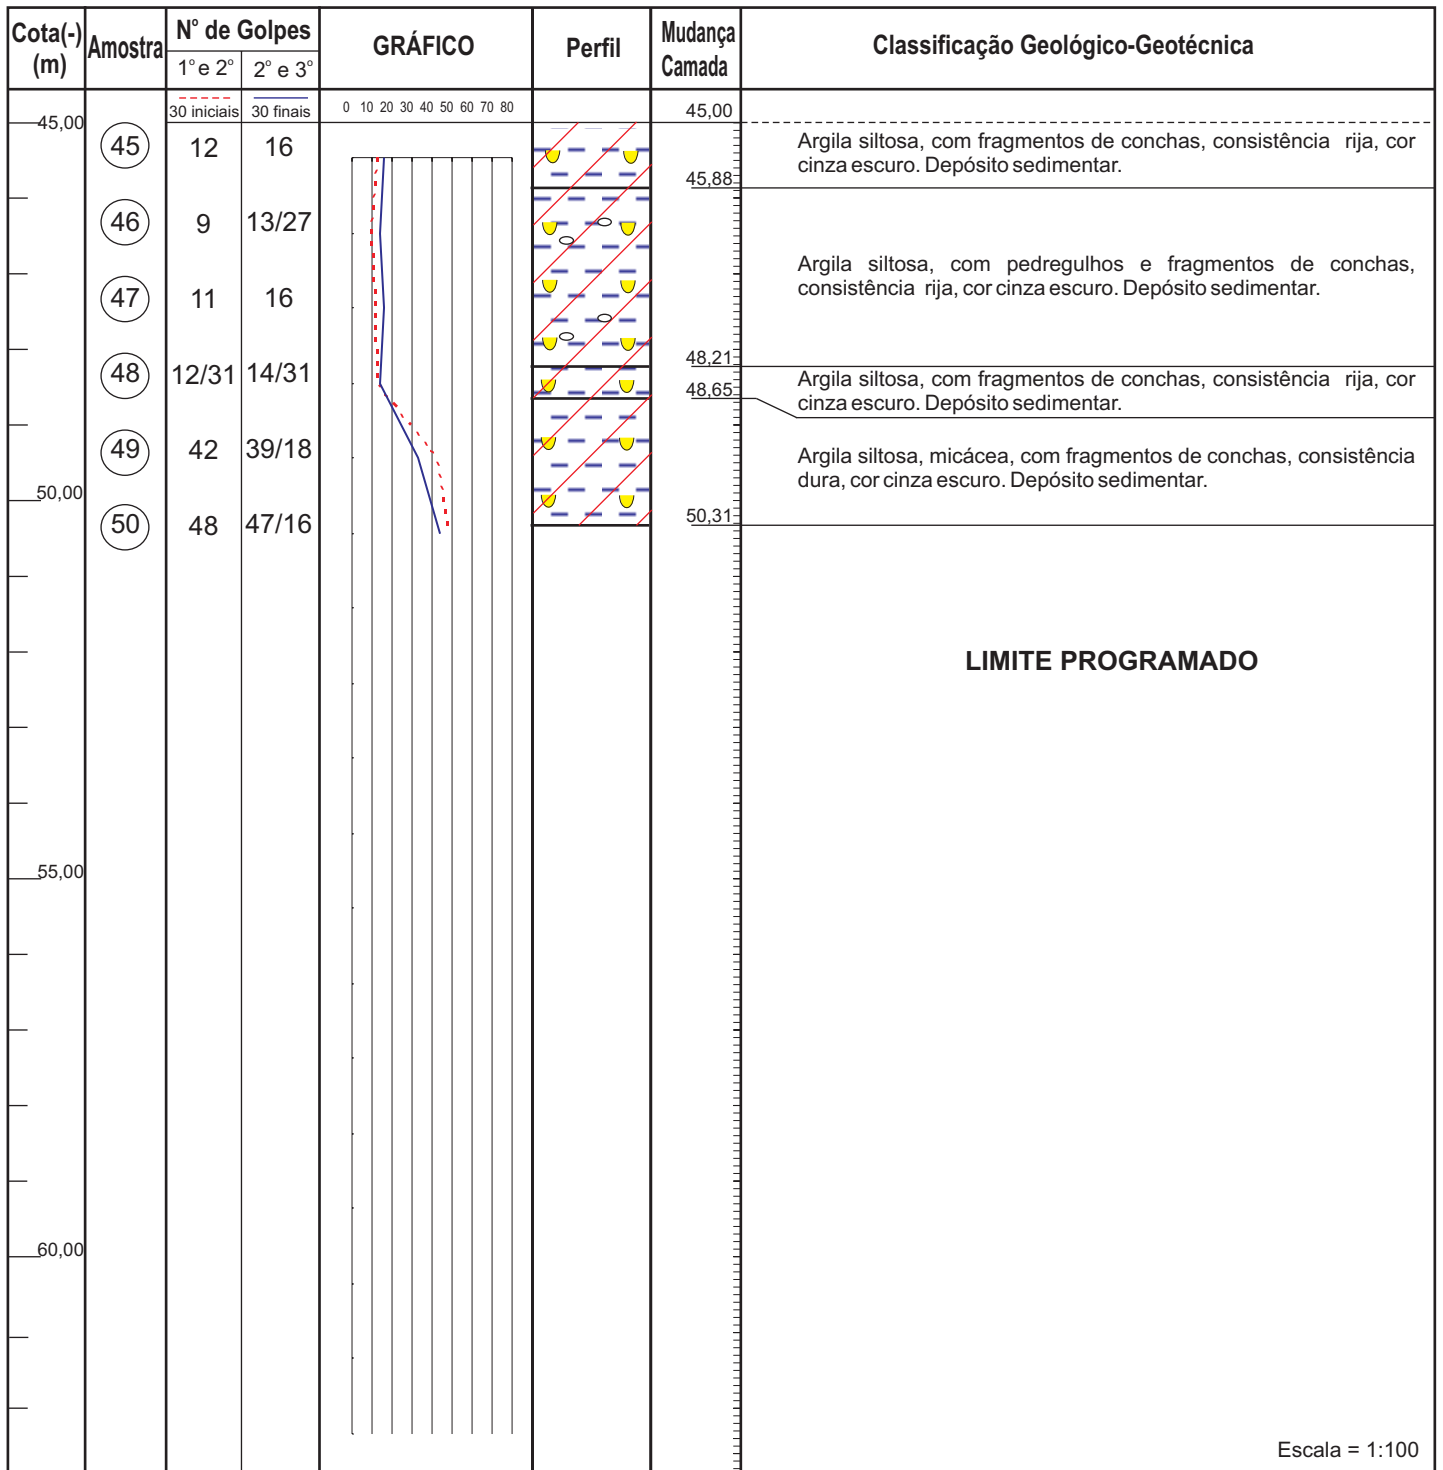 Cota(-) (m) Amostra N° de Golpes GRÁFICO Perfil Mudança Camada Classificação Geológico-Geotécnica
1° e 2° 2° e 3°
30 iniciais 30 finais 0 10 20 30 40 50 60 70 80 45,00
45,00
45 12 16 Argila siltosa, com fragmentos de conchas, consistência rija, cor
cinza escuro. Depósito sedimentar.
45,88
46 9 13/27
Argila siltosa, com pedregulhos e fragmentos de conchas,
consistência rija, cor cinza escuro. Depósito sedimentar.
47 11 16
48,21
48 12/31 14/31 Argila siltosa, com fragmentos de conchas, consistência rija, cor
48,65 cinza escuro. Depósito sedimentar.
49 42 39/18 Argila siltosa, micácea, com fragmentos de conchas, consistência
dura, cor cinza escuro. Depósito sedimentar.
50,00
50,31
50 48 47/16
LIMITE PROGRAMADO
55,00
60,00
Escala = 1:100